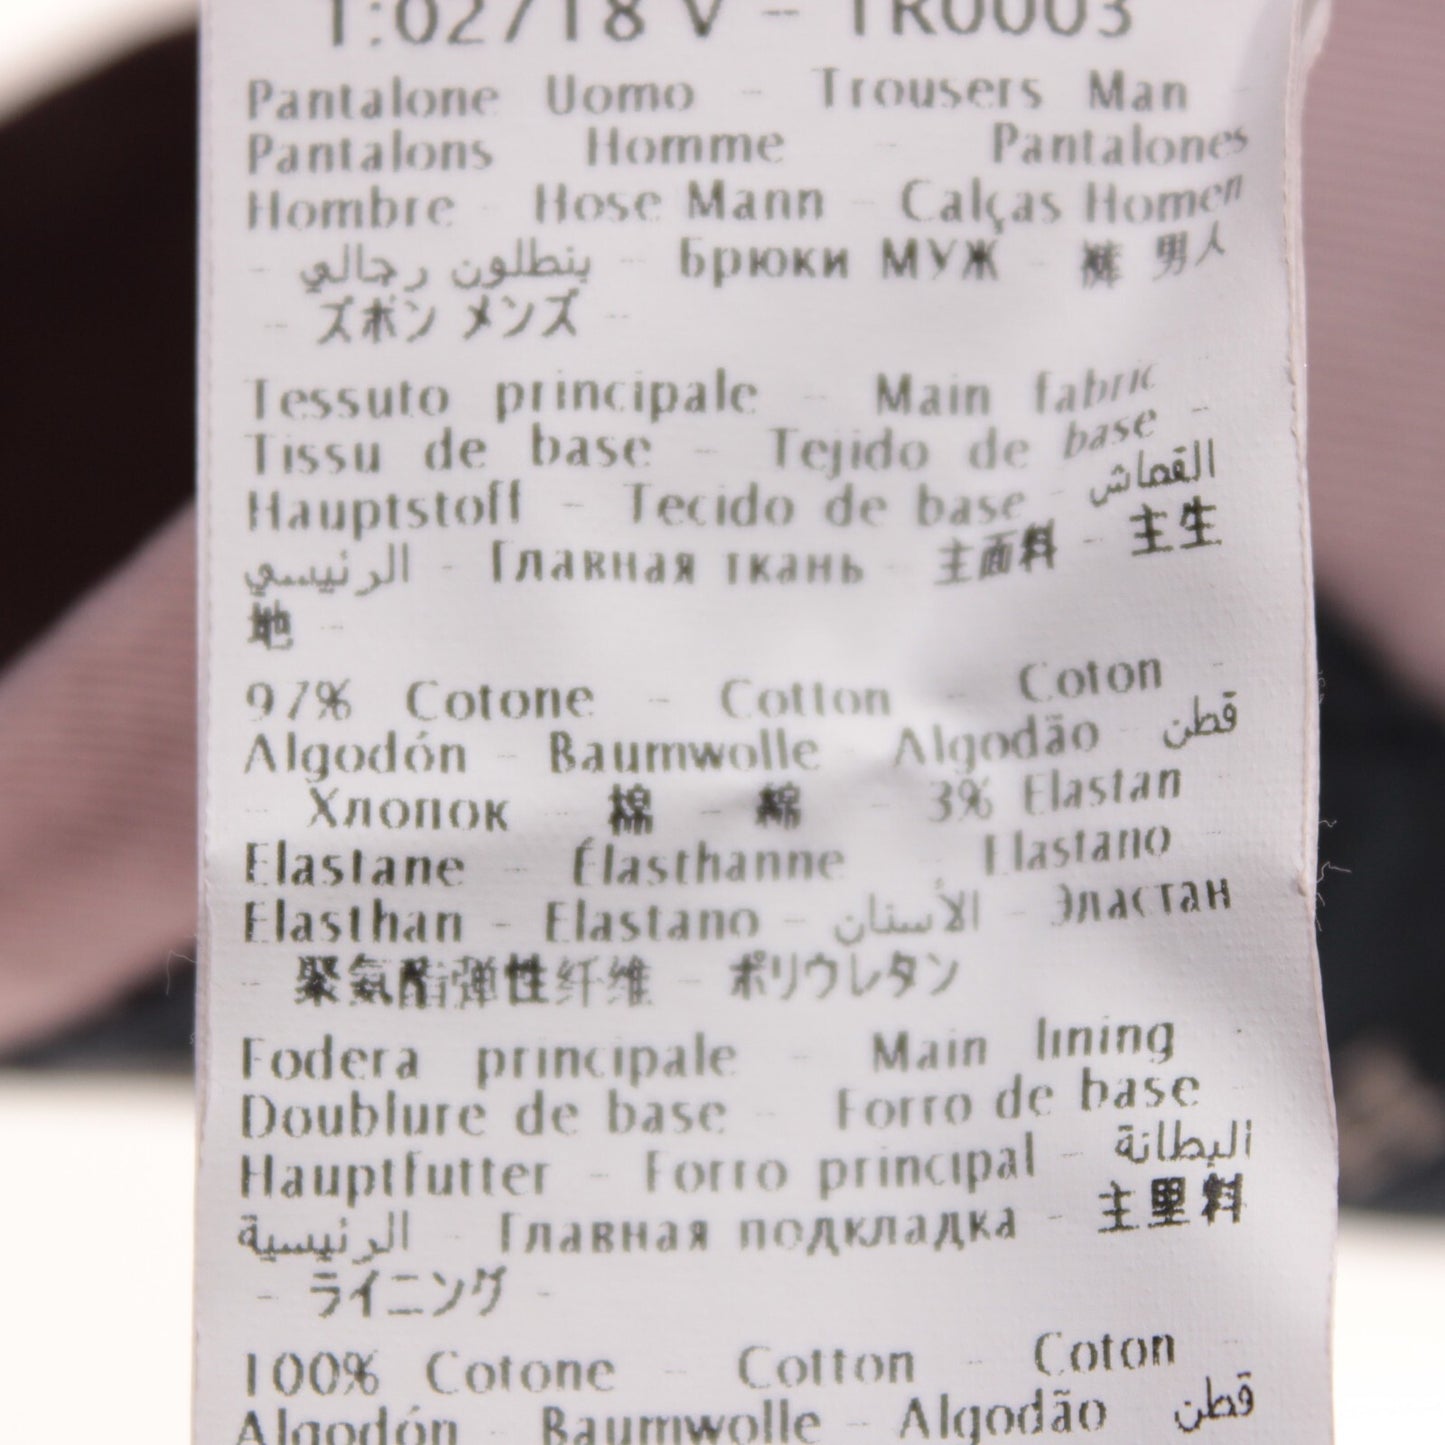 1:02718 V - TR0003
Pantalone Uomo - Trousers Man -
Pantalons Homme - Pantalones
Hombre - Hose Mann - Calças Homen
- بنطلون رجالي - Брюки МУЖ - 裤 男人
- ズボン メンズ -
Tessuto principale - Main fabric
Tissu de base - Tejido de base -
Hauptstoff - Tecido de base - القماش
الرئيسي - Главная ткань - 主面料 - 主生
地 -
97% Cotone - Cotton - Coton -
Algodón - Baumwolle - Algodão - قطن
- Хлопок - 棉 - 綿 - 3% Elastan
Elastane - Élasthanne - Elastano -
Elasthan - Elastano - الأسنان - Эластан
- 聚氨酯弹性纤维 - ポリウレタン
Fodera principale - Main lining -
Doublure de base - Forro de base
Hauptfutter - Forro principal - البطانة
الرئيسية - Главная подкладка - 主里料
- ライニング -
100% Cotone - Cotton - Coton -
Algodón - Baumwolle - Algodão - قطن